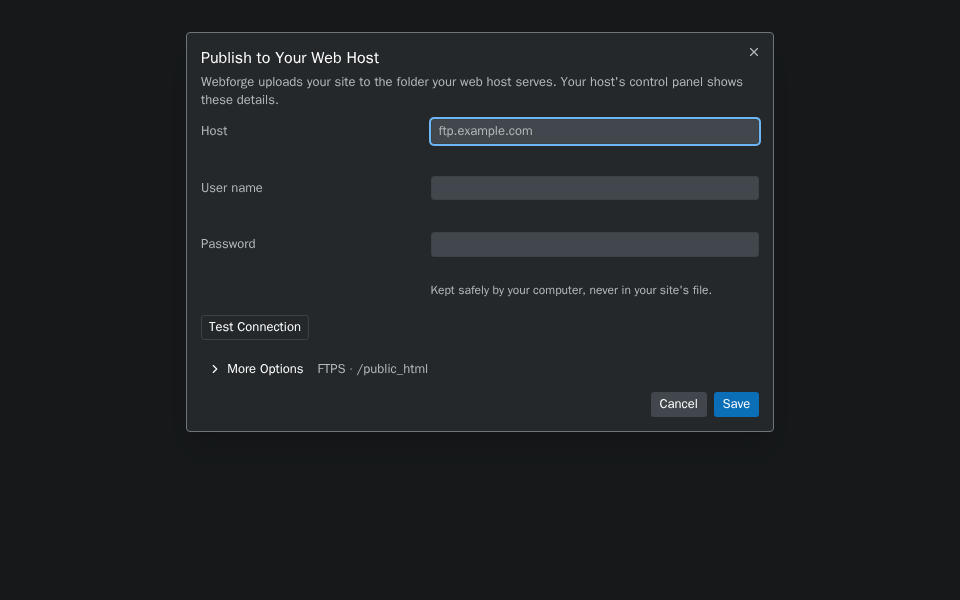 Publish to Your Web Host
Webforge uploads your site to the folder your web host serves. Your host's control panel shows
these details.
Host
ftp.example.com
User name
Password
Kept safely by your computer, never in your site's file.
Test Connection
More Options FTPS · /public_html
Cancel Save